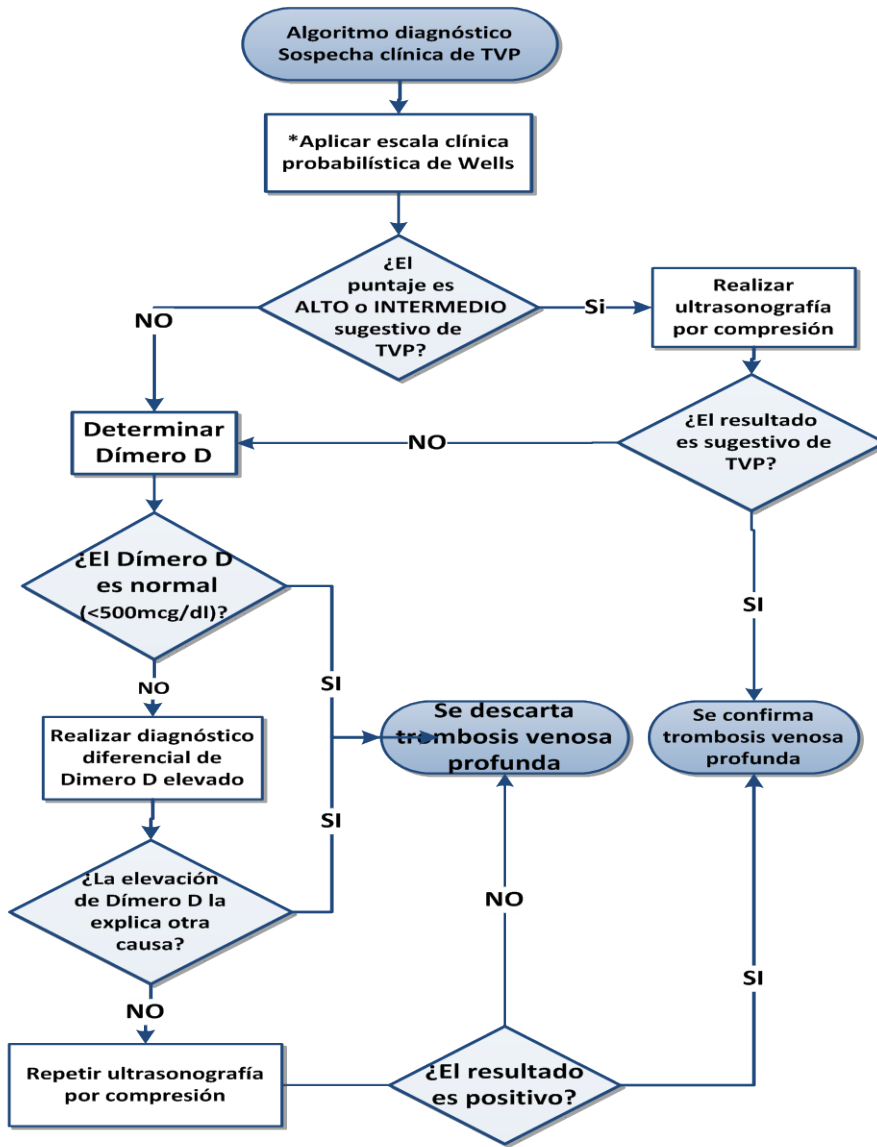 Algoritmo diagnóstico
Sospecha clínica de TVP
*Aplicar escala clínica
probabilística de Wells
¿El
puntaje es
ALTO o INTERMEDIO
sugestivo de
TVP?
NO
Si
Realizar
ultrasonografía
por compresión
¿El resultado
es sugestivo de
TVP?
NO
SI
Determinar
Dímero D
¿El Dímero D
es normal
(<500mcg/dl)?
NO
SI
Realizar diagnóstico
diferencial de
Dimero D elevado
SI
¿La elevación
de Dímero D la
explica otra
causa?
NO
Se descarta
trombosis venosa
profunda
Se confirma
trombosis venosa
profunda
Repetir ultrasonografía
por compresión
¿El resultado
es positivo?
NO
SI